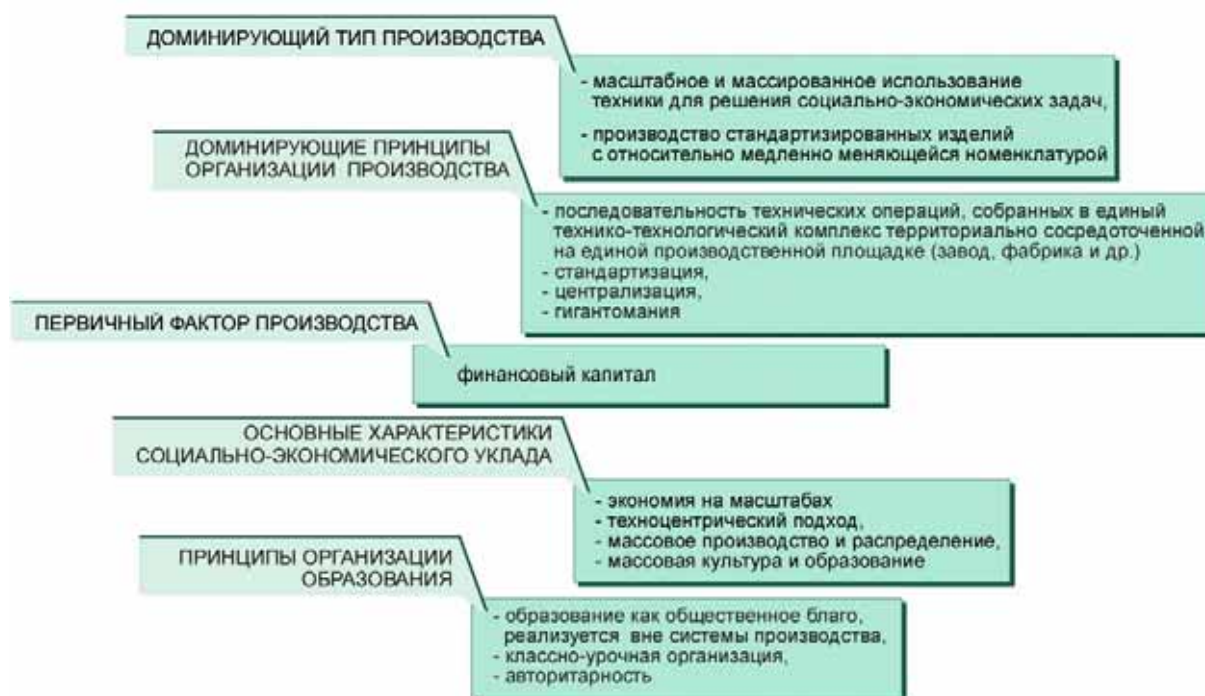 ДОМИНИРУЮЩИЙ ТИП ПРОИЗВОДСТВА
- масштабное и массированное использование
техники для решения социально-экономических задач,
- производство стандартизированных изделий
с относительно медленно меняющейся номенклатурой
ДОМИНИРУЮЩИЕ ПРИНЦИПЫ
ОРГАНИЗАЦИИ ПРОИЗВОДСТВА
- последовательность технических операций, собранных в единый
технико-технологический комплекс территориально сосредоточенной
на единой производственной площадке (завод, фабрика и др.)
- стандартизация,
- централизация,
- гигантомания
ПЕРВИЧНЫЙ ФАКТОР ПРОИЗВОДСТВА
финансовый капитал
ОСНОВНЫЕ ХАРАКТЕРИСТИКИ
СОЦИАЛЬНО-ЭКОНОМИЧЕСКОГО УКЛАДА
- экономия на масштабах
- техноцентрический подход,
- массовое производство и распределение,
- массовая культура и образование
ПРИНЦИПЫ ОРГАНИЗАЦИИ
ОБРАЗОВАНИЯ
- образование как общественное благо,
реализуется вне системы производства,
- классно-урочная организация,
- авторитарность